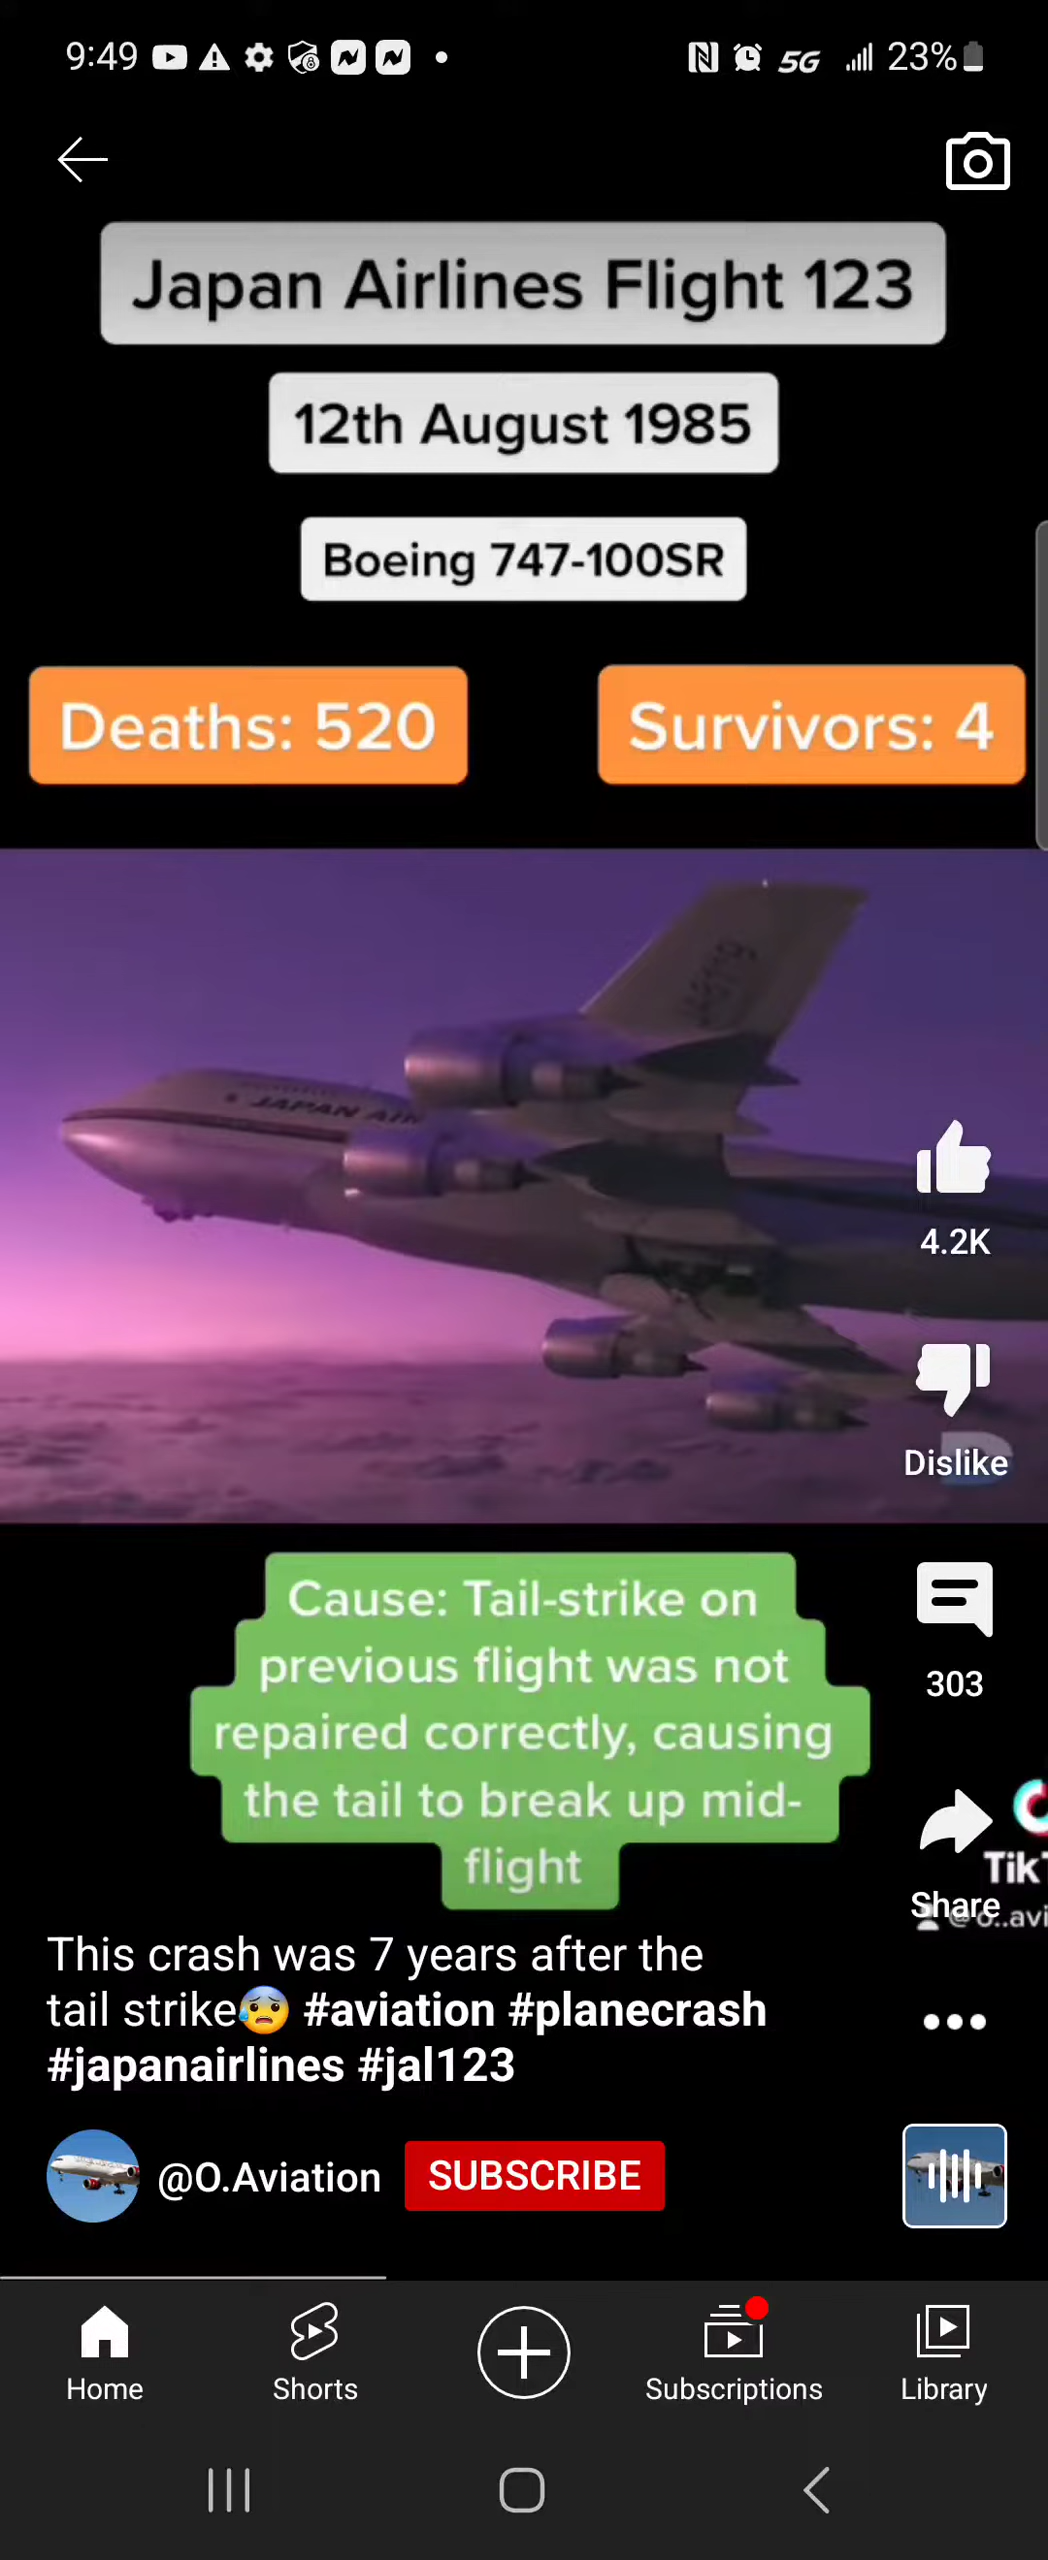 9:49
5G
23%
Japan Airlines Flight 123
12th August 1985
Boeing 747-100SR
Deaths: 520
Survivors: 4
JAPAN AIR
4.2K
Dislike
Cause: Tail-strike on
previous flight was not
repaired correctly, causing
the tail to break up mid-
flight
303
Share
This crash was 7 years after the
tail strike😰 #aviation #planecrash
#japanairlines #jal123
@O.Aviation
SUBSCRIBE
Home
Shorts
Subscriptions
Library